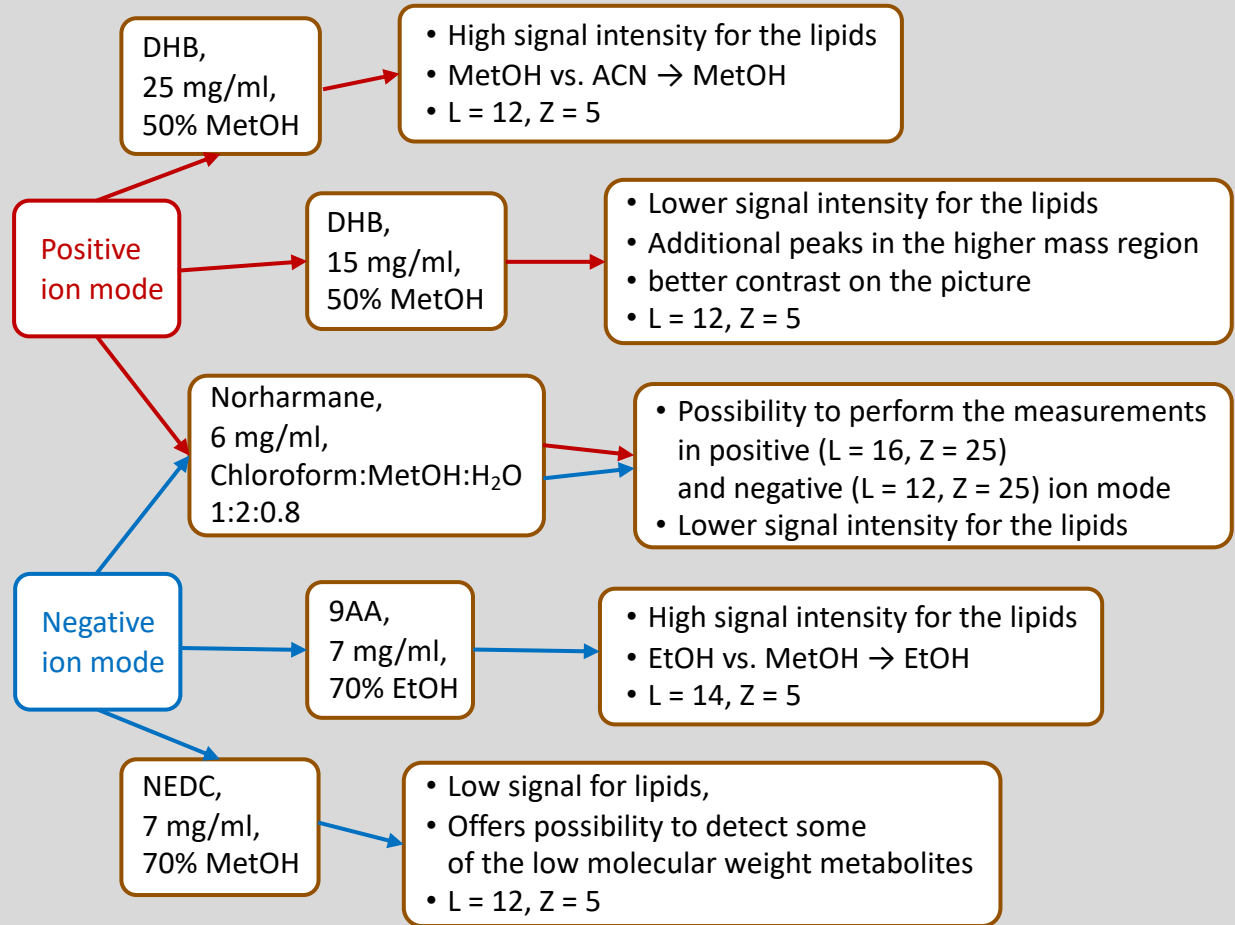 DHB,
25 mg/ml,
50% MetOH
• High signal intensity for the lipids
• MetOH vs. ACN → MetOH
• L = 12, Z = 5
Positive
ion mode
DHB,
15 mg/ml,
50% MetOH
• Lower signal intensity for the lipids
• Additional peaks in the higher mass region
• better contrast on the picture
• L = 12, Z = 5
Norharmane,
6 mg/ml,
Chloroform:MetOH:H₂O
1:2:0.8
• Possibility to perform the measurements
in positive (L = 16, Z = 25)
and negative (L = 12, Z = 25) ion mode
• Lower signal intensity for the lipids
Negative
ion mode
9AA,
7 mg/ml,
70% EtOH
• High signal intensity for the lipids
• EtOH vs. MetOH → EtOH
• L = 14, Z = 5
NEDC,
7 mg/ml,
70% MetOH
• Low signal for lipids,
• Offers possibility to detect some
of the low molecular weight metabolites
• L = 12, Z = 5